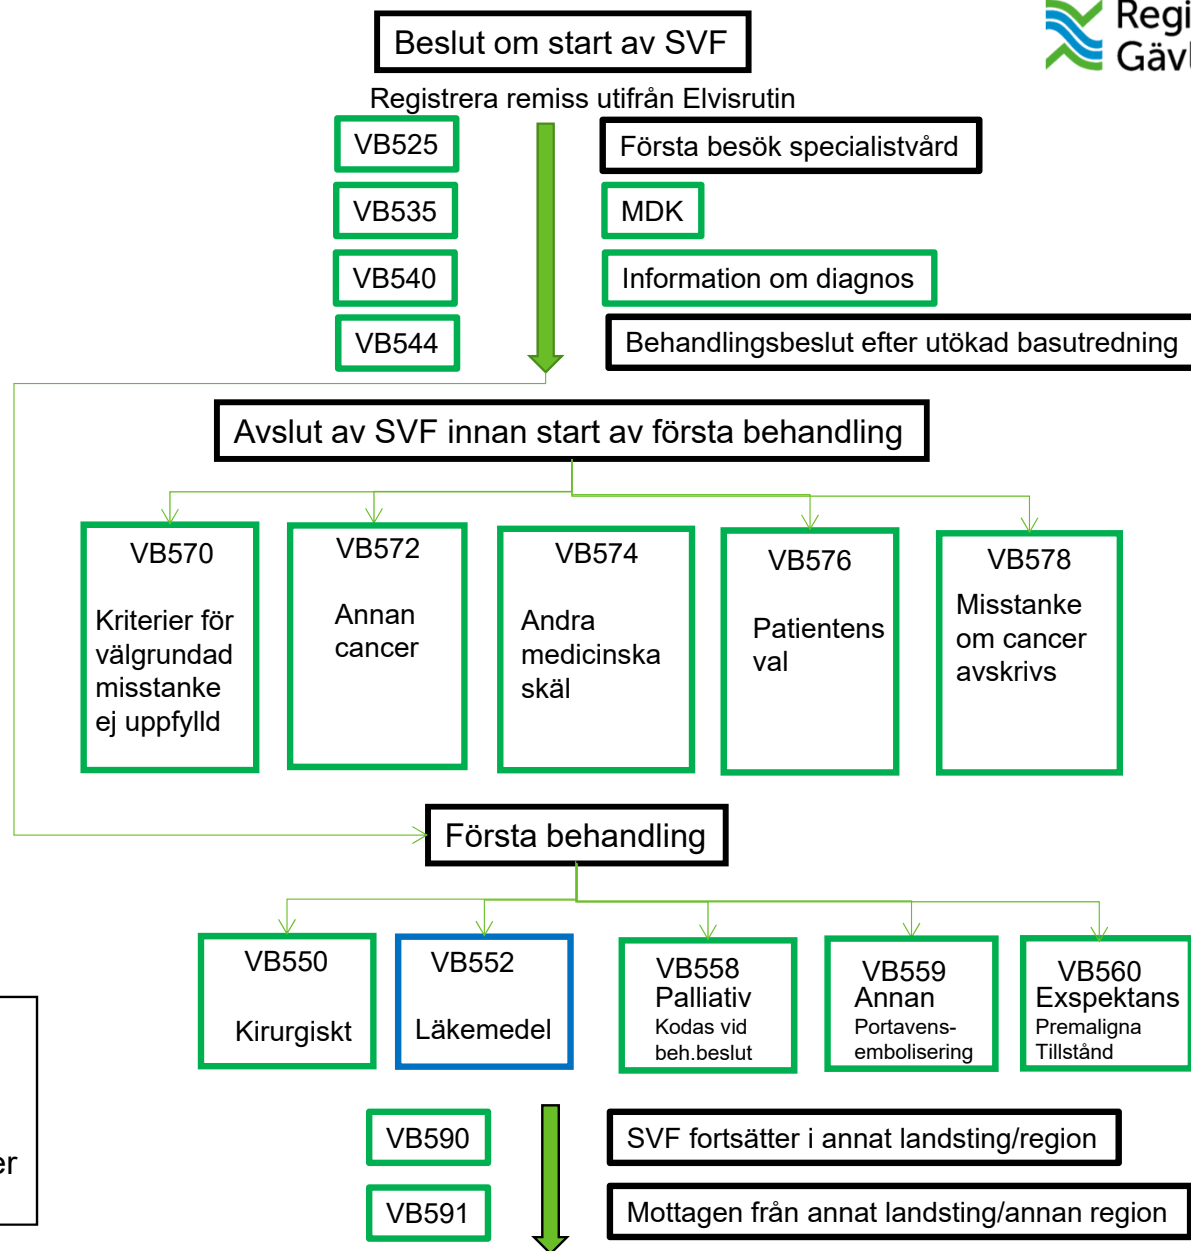 Regi
Gävl
Beslut om start av SVF
Registrera remiss utifrån Elvisrutin
VB525
Första besök specialistvård
VB535
MDK
VB540
Information om diagnos
VB544
Behandlingsbeslut efter utökad basutredning
Avslut av SVF innan start av första behandling
VB570
Kriterier för
välgrundad
misstanke
ej uppfylld
VB572
Annan
cancer
VB574
Andra
medicinska
skäl
VB576
Patientens
val
VB578
Misstanke
om cancer
avskrivs
Första behandling
VB550
Kirurgiskt
VB552
Läkemedel
VB558
Palliativ
Kodas vid
beh.beslut
VB559
Annan
Portavens-
embolisering
VB560
Exspektans
Premaligna
Tillstånd
er
VB590
SVF fortsätter i annat landsting/region
VB591
Mottagen från annat landsting/annan region